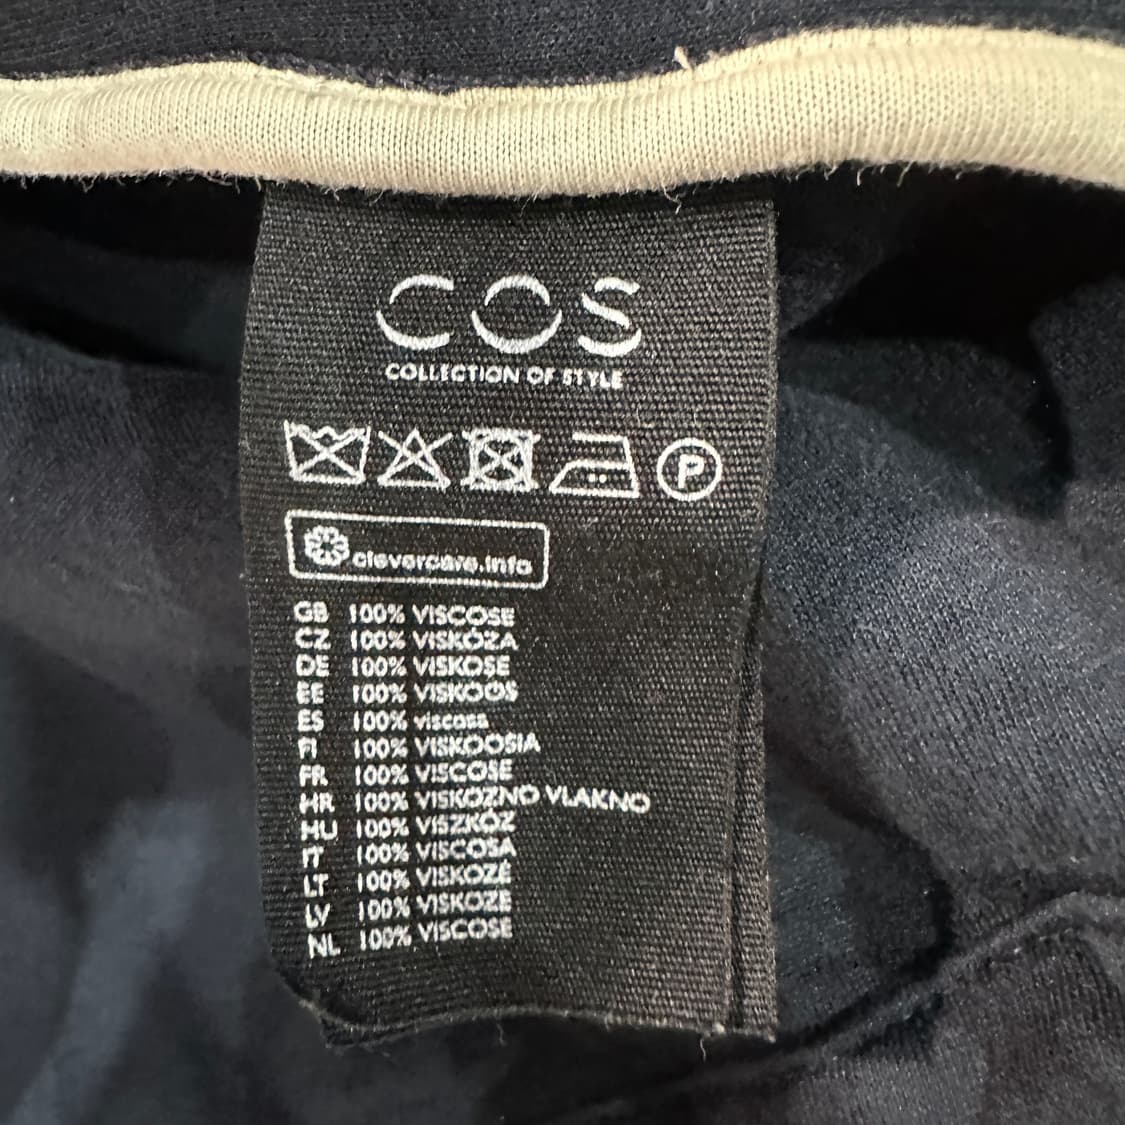 COS
COLLECTION OF STYLE
P
clevercare.info
GB 100% VISCOSE
CZ 100% VISKÓZA
DE 100% VISKOSE
EE 100% VISKOOS
ES 100% viscosa
FI 100% VISKOOSIA
FR 100% VISCOSE
HR 100% VISKOZNO VLAKNO
HU 100% VISZKÓZ
IT 100% VISCOSA
LT 100% VISKOZĖ
LV 100% VISKOZE
NL 100% VISCOSE